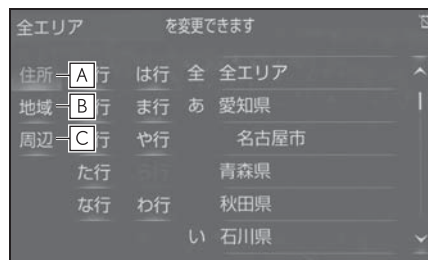 全エリア を変更できます
住所 A 行 は行 全 全エリア
地域 B 行 ま行 あ 愛知県
周辺 C 行 や行 名古屋市
た行 ら行 青森県
な行 わ行 秋田県
い 石川県